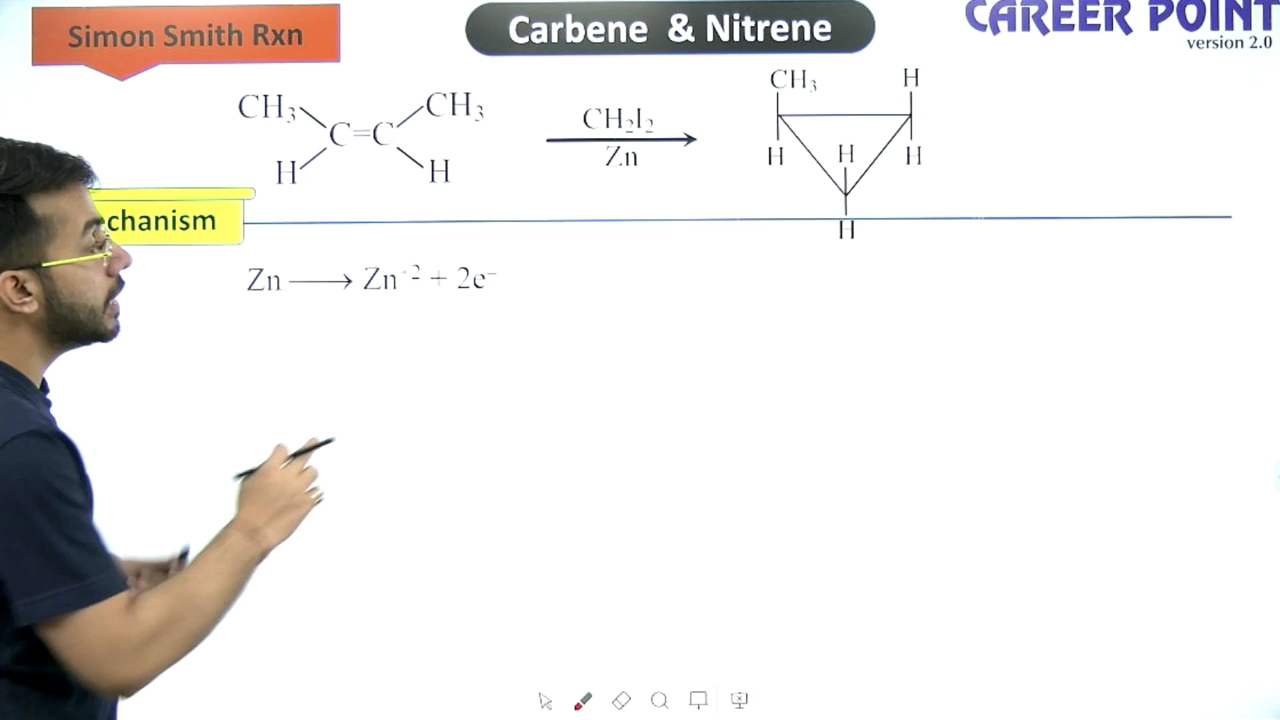 Simon Smith Rxn
Carbene & Nitrene
CAREER POINT
version 2.0
CH₃ CH₃
C=C
H H
CH₂I₂
Zn
CH₃ H
H H H
H
chanism
Zn ⟶ Zn⁺² + 2e⁻